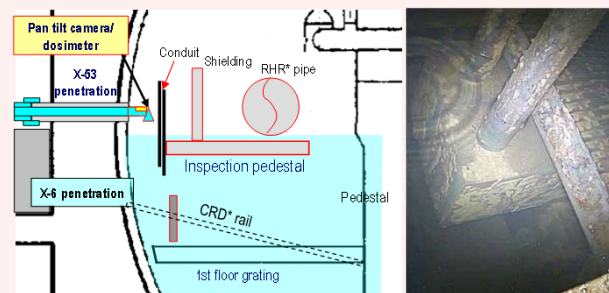 Pan tilt camera/
dosimeter
X-53
penetration
Conduit
Shielding
RHR* pipe
Inspection pedestal
X-6 penetration
CRD* rail
Pedestal
1st floor grating